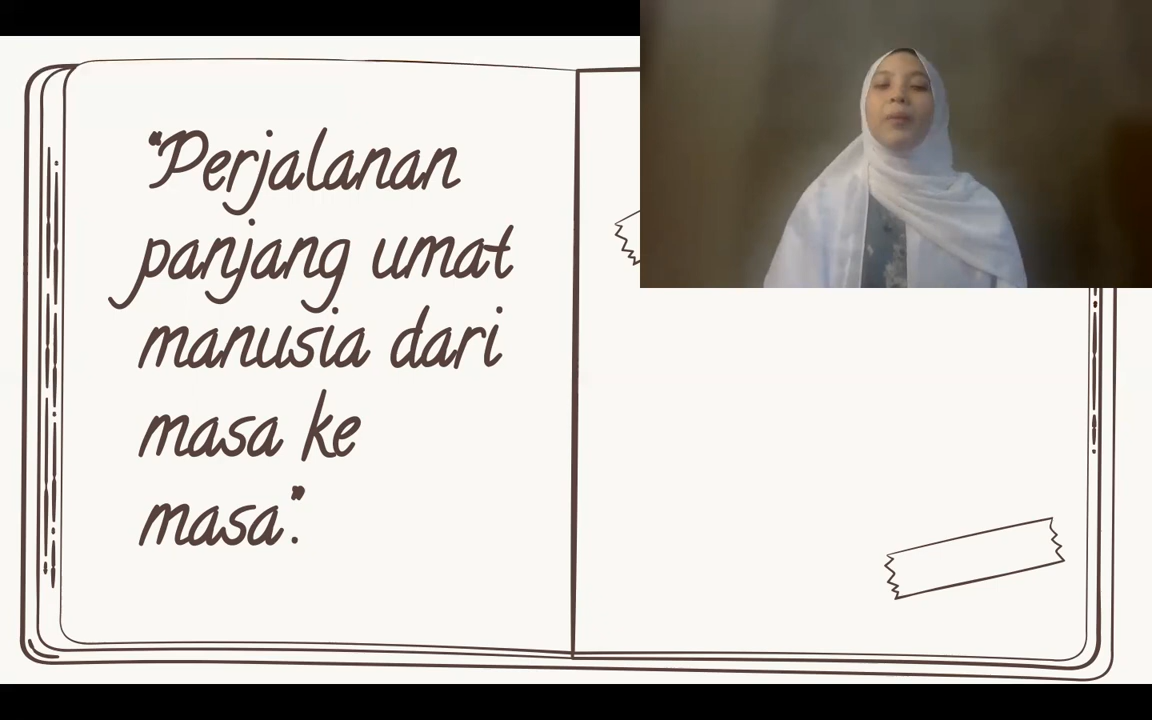 "Perjalanan
panjang umat
manusia dari
masa ke
masa".